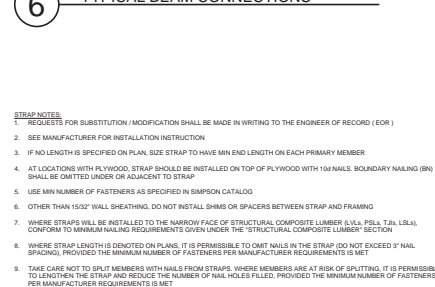 6
TYPICAL BEAM CONNECTIONS
STRAP NOTES:
1. REQUESTS FOR SUBSTITUTION / MODIFICATION SHALL BE MADE IN WRITING TO THE ENGINEER OF RECORD ( EOR )
2. SEE MANUFACTURER FOR INSTALLATION INSTRUCTION
3. IF NO LENGTH IS SPECIFIED ON PLAN, SIZE STRAP TO HAVE MIN END LENGTH ON EACH PRIMARY MEMBER
4. AT LOCATIONS WITH PLYWOOD, STRAP SHOULD BE INSTALLED ON TOP OF PLYWOOD WITH 10d NAILS. BOUNDARY NAILING (BN)
SHALL BE OMITTED UNDER OR ADJACENT TO STRAP
5. USE MIN NUMBER OF FASTENERS AS SPECIFIED IN SIMPSON CATALOG
6. OTHER THAN 15/32" WALL SHEATHING, DO NOT INSTALL SHIMS OR SPACERS BETWEEN STRAP AND FRAMING
7. WHERE STRAPS WILL BE INSTALLED TO THE NARROW FACE OF STRUCTURAL COMPOSITE LUMBER (LVLs, PSLs, TJIs, LSLs),
CONFORM TO MINIMUM NAILING REQUIREMENTS GIVEN UNDER THE "STRUCTURAL COMPOSITE LUMBER" SECTION
8. WHERE STRAP LENGTH IS DENOTED ON PLANS, IT IS PERMISSIBLE TO OMIT NAILS IN THE STRAP (DO NOT EXCEED 3" NAIL
SPACING), PROVIDED THE MINIMUM NUMBER OF FASTENERS PER MANUFACTURER REQUIREMENTS IS MET
9. TAKE CARE NOT TO SPLIT MEMBERS WITH NAILS FROM STRAPS. WHERE MEMBERS ARE AT RISK OF SPLITTING, IT IS PERMISSIBLE
TO LENGTHEN THE STRAP AND REDUCE THE NUMBER OF NAIL HOLES FILLED, PROVIDED THE MINIMUM NUMBER OF FASTENERS
PER MANUFACTURER REQUIREMENTS IS MET